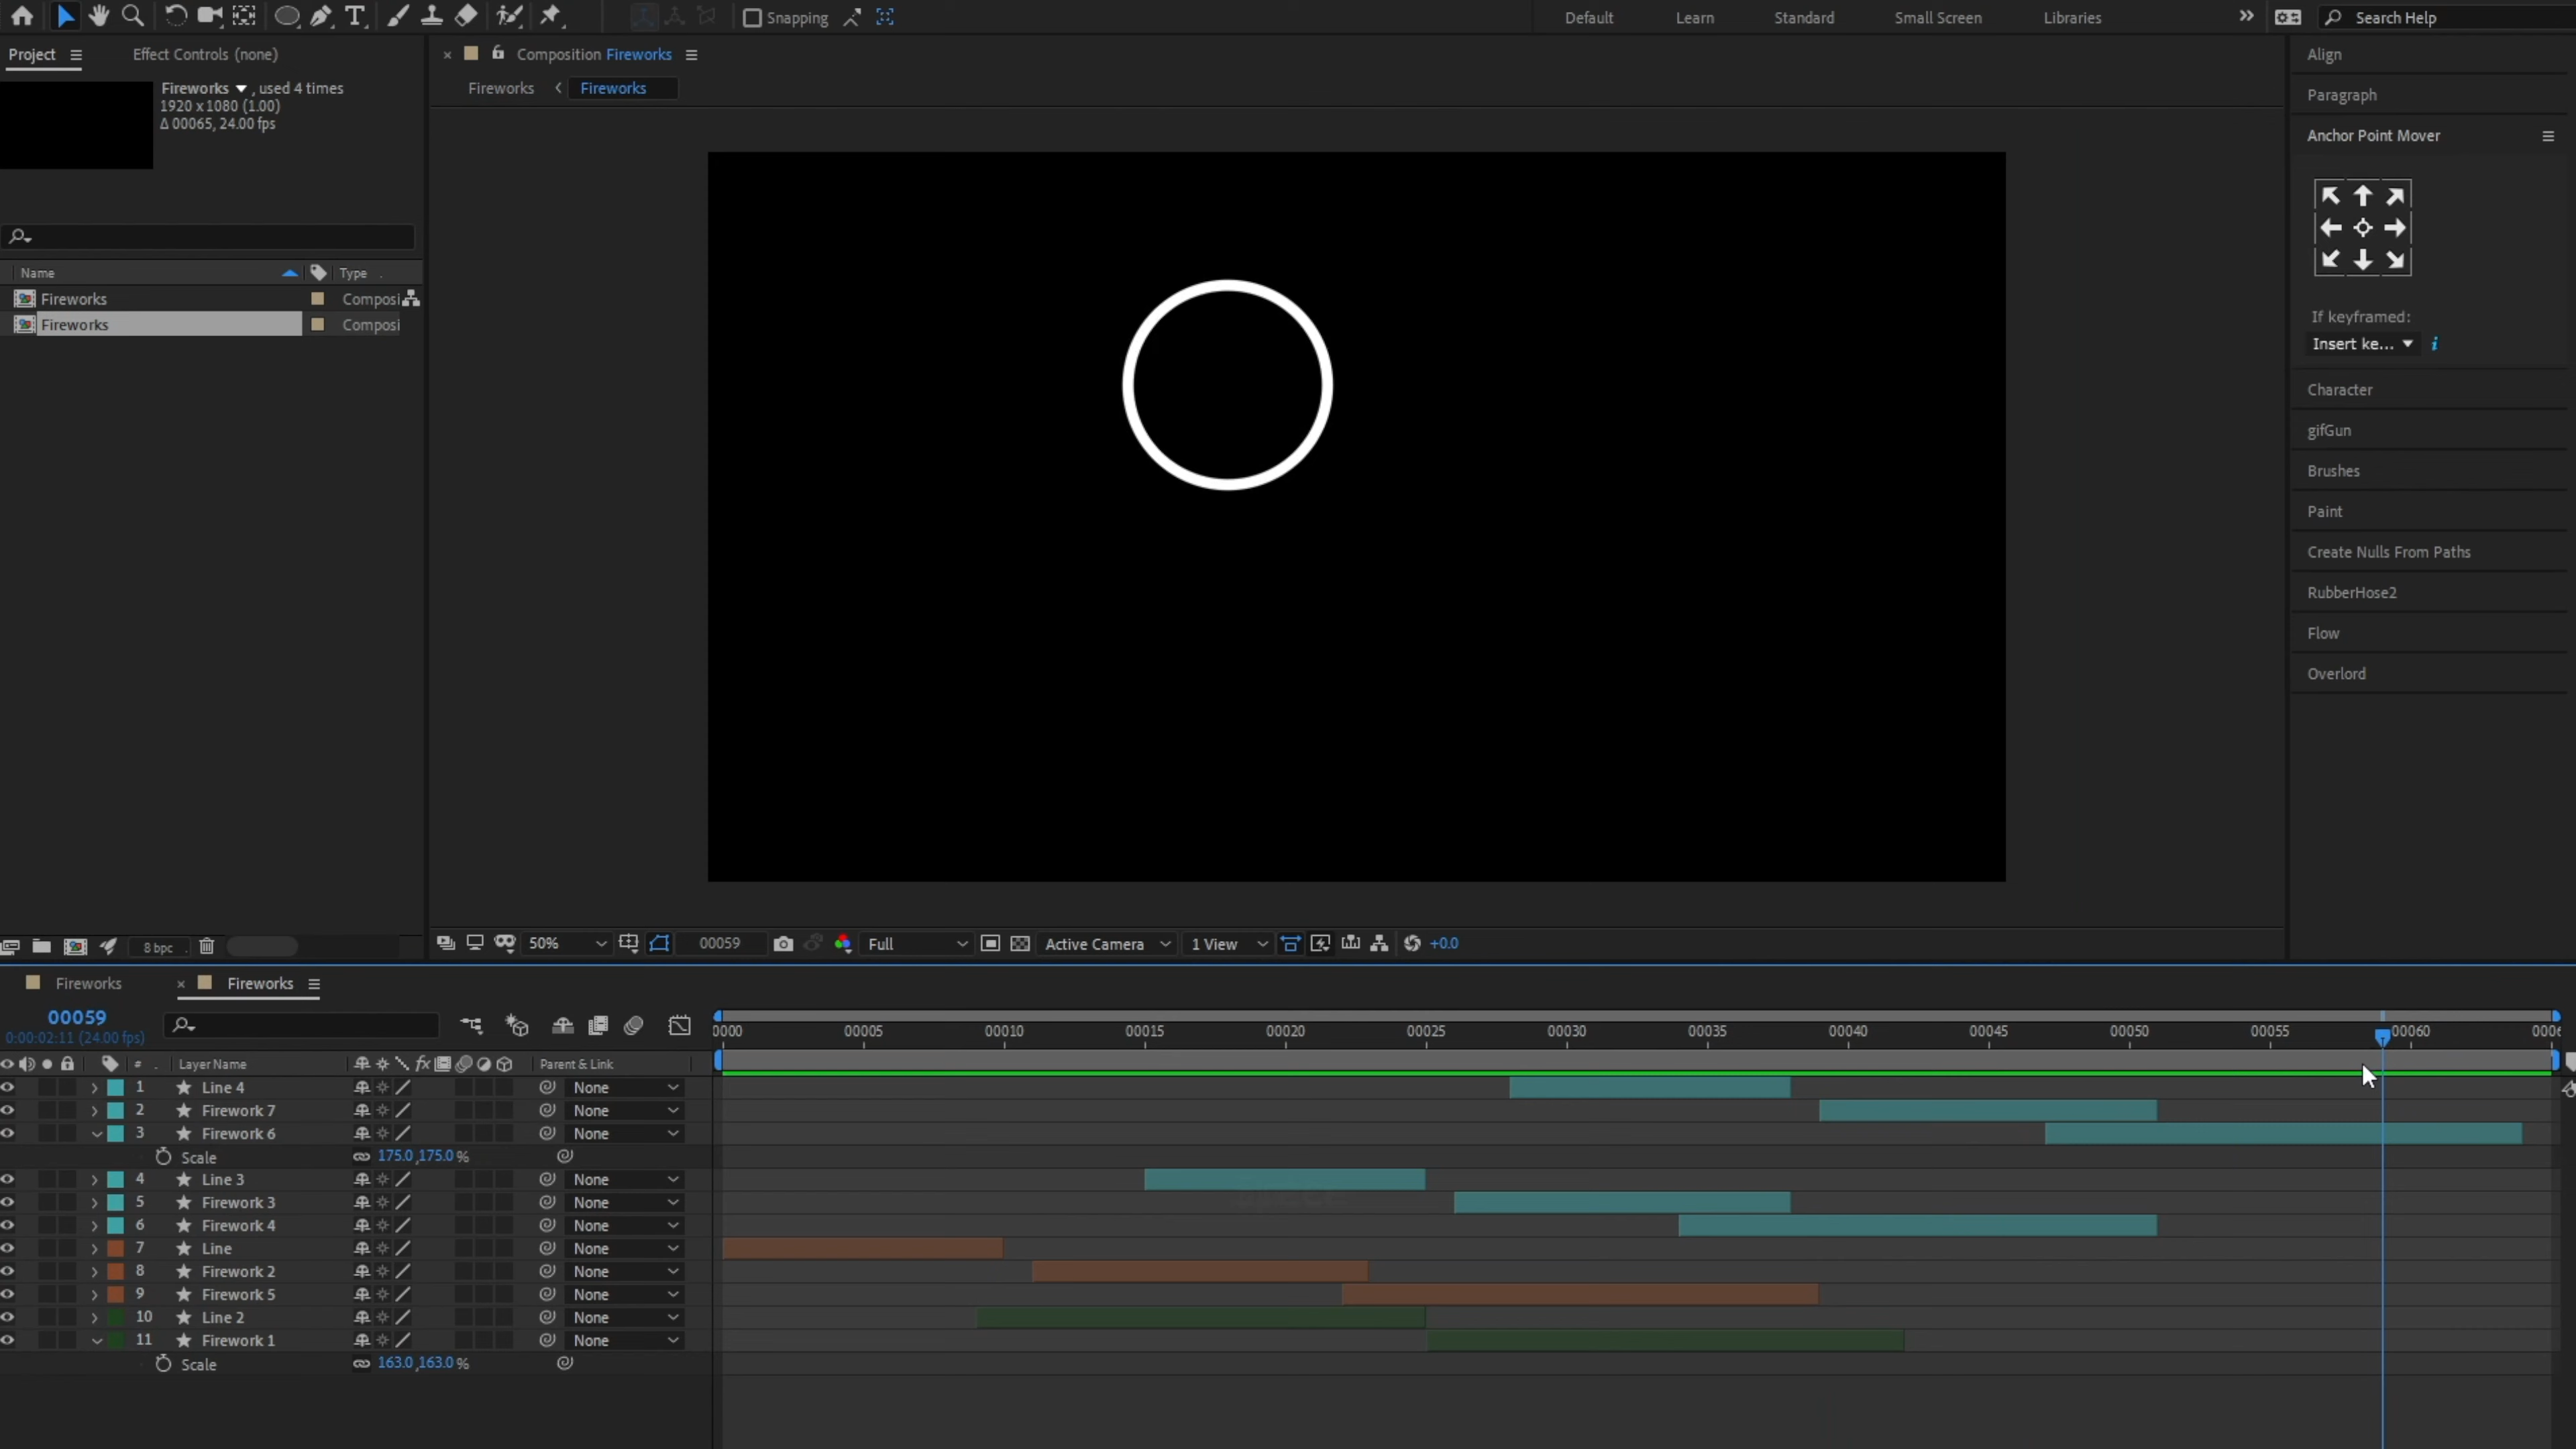 Snapping
Default
Learn
Standard
Small Screen
Libraries
Search Help
Project
Effect Controls (none)
Composition Fireworks
Fireworks , used 4 times
1920 x 1080 (1.00)
Δ 00065, 24.00 fps
Fireworks
Fireworks
Align
Paragraph
Anchor Point Mover
If keyframed:
Insert ke...
Character
gifGun
Brushes
Paint
Create Nulls From Paths
RubberHose2
Flow
Overlord
Name
Type
Fireworks
Composi
Fireworks
Composi
8 bpc
50%
00059
Full
Active Camera
1 View
+0.0
Fireworks
Fireworks
00059
0:00:02:11 (24.00 fps)
0000
00005
00010
00015
00020
00025
00030
00035
00040
00045
00050
00055
00060
# Layer Name
fx
Parent & Link
1 Line 4 None
2 Firework 7 None
3 Firework 6 None
Scale 175.0,175.0 %
4 Line 3 None
5 Firework 3 None
6 Firework 4 None
7 Line None
8 Firework 2 None
9 Firework 5 None
10 Line 2 None
11 Firework 1 None
Scale 163.0,163.0 %